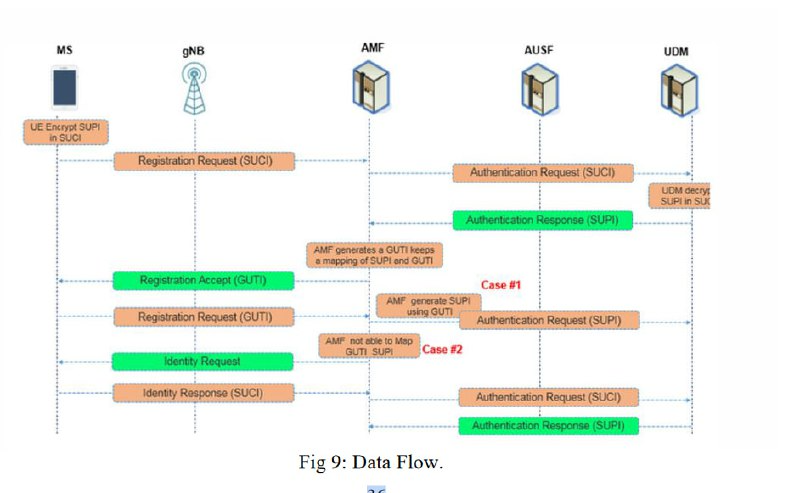 MS
gNB
AMF
AUSF
UDM
UE Encrypt SUPI
in SUCI
Registration Request (SUCI)
Authentication Request (SUCI)
UDM decryp
SUPI in SUC
Authentication Response (SUPI)
AMF generates a GUTI keeps
a mapping of SUPI and GUTI
Registration Accept (GUTI)
Case #1
AMF generate SUPI
using GUTI
Registration Request (GUTI)
Authentication Request (SUPI)
AMF not able to Map
GUTI SUPI
Case #2
Identity Request
Identity Response (SUCI)
Authentication Request (SUCI)
Authentication Response (SUPI)
Fig 9: Data Flow.